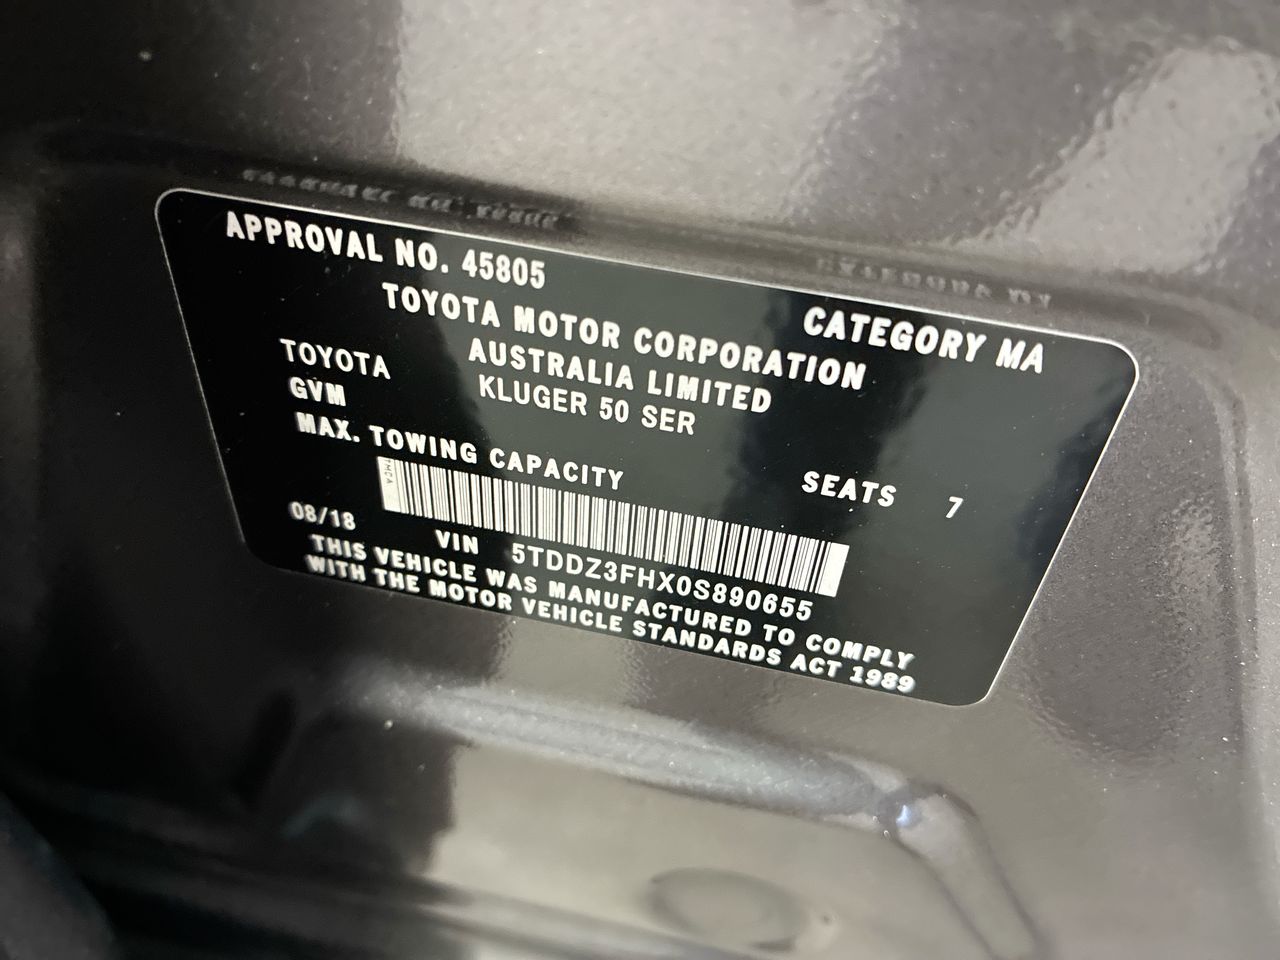 APPROVAL NO. 45805
CATEGORY MA
TOYOTA MOTOR CORPORATION
AUSTRALIA LIMITED
TOYOTA KLUGER 50 SER
GVM
MAX. TOWING CAPACITY
SEATS 7
TMCA
08/18
VIN 5TDDZ3FHX0S890655
THIS VEHICLE WAS MANUFACTURED TO COMPLY
WITH THE MOTOR VEHICLE STANDARDS ACT 1989